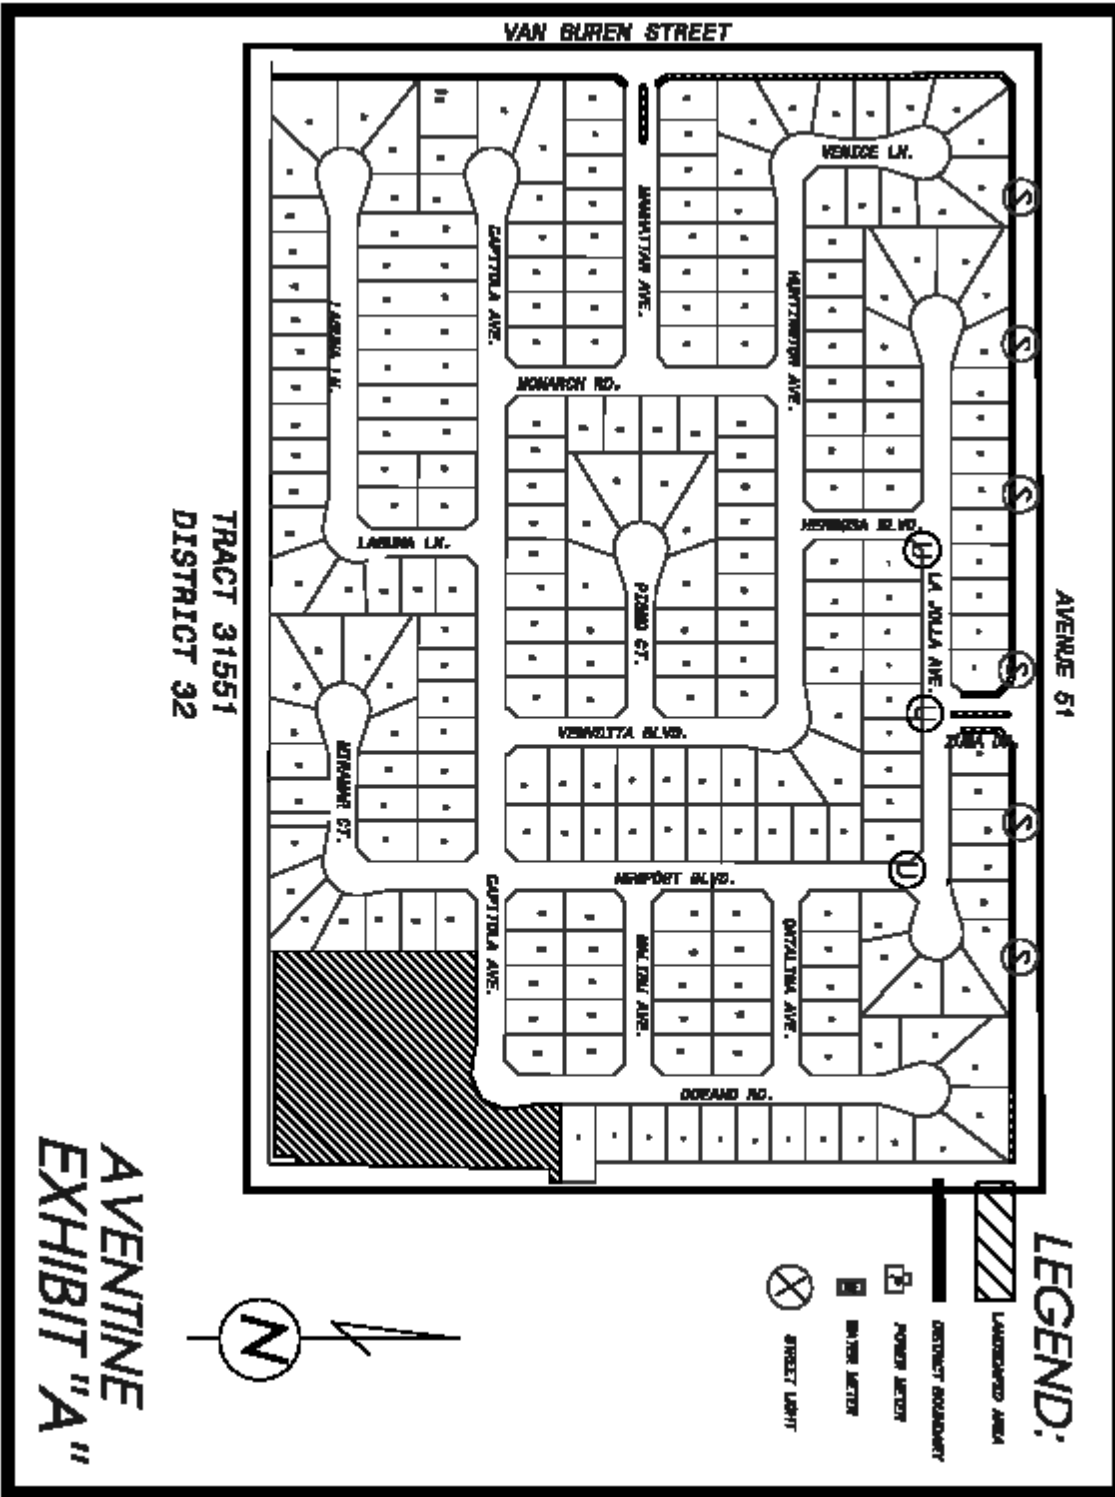 VAN BUREN STREET
VENICE LN.
MANHATTAN AVE.
CAPITOLA AVE.
HUNTINGTON AVE.
LAGUNA LN.
MONARCH RD.
HERMOSA BLVD.
LAGUNA LN.
LA JOLLA AVE.
PISMO CT.
AVENUE 51
TRACT 31551
DISTRICT 32
ZUMA DR.
MIRAMAR CT.
NEWPORT BLVD.
CAPITOLA AVE.
MALIBU AVE.
CATALINA AVE.
OCEANO RD.
S
S
S
S
S
S
U
U
U
LEGEND:
LANDSCAPED AREA
DISTRICT BOUNDARY
POWER METER
P
WATER METER
STREET LIGHT
N
AVENTINE
EXHIBIT "A"